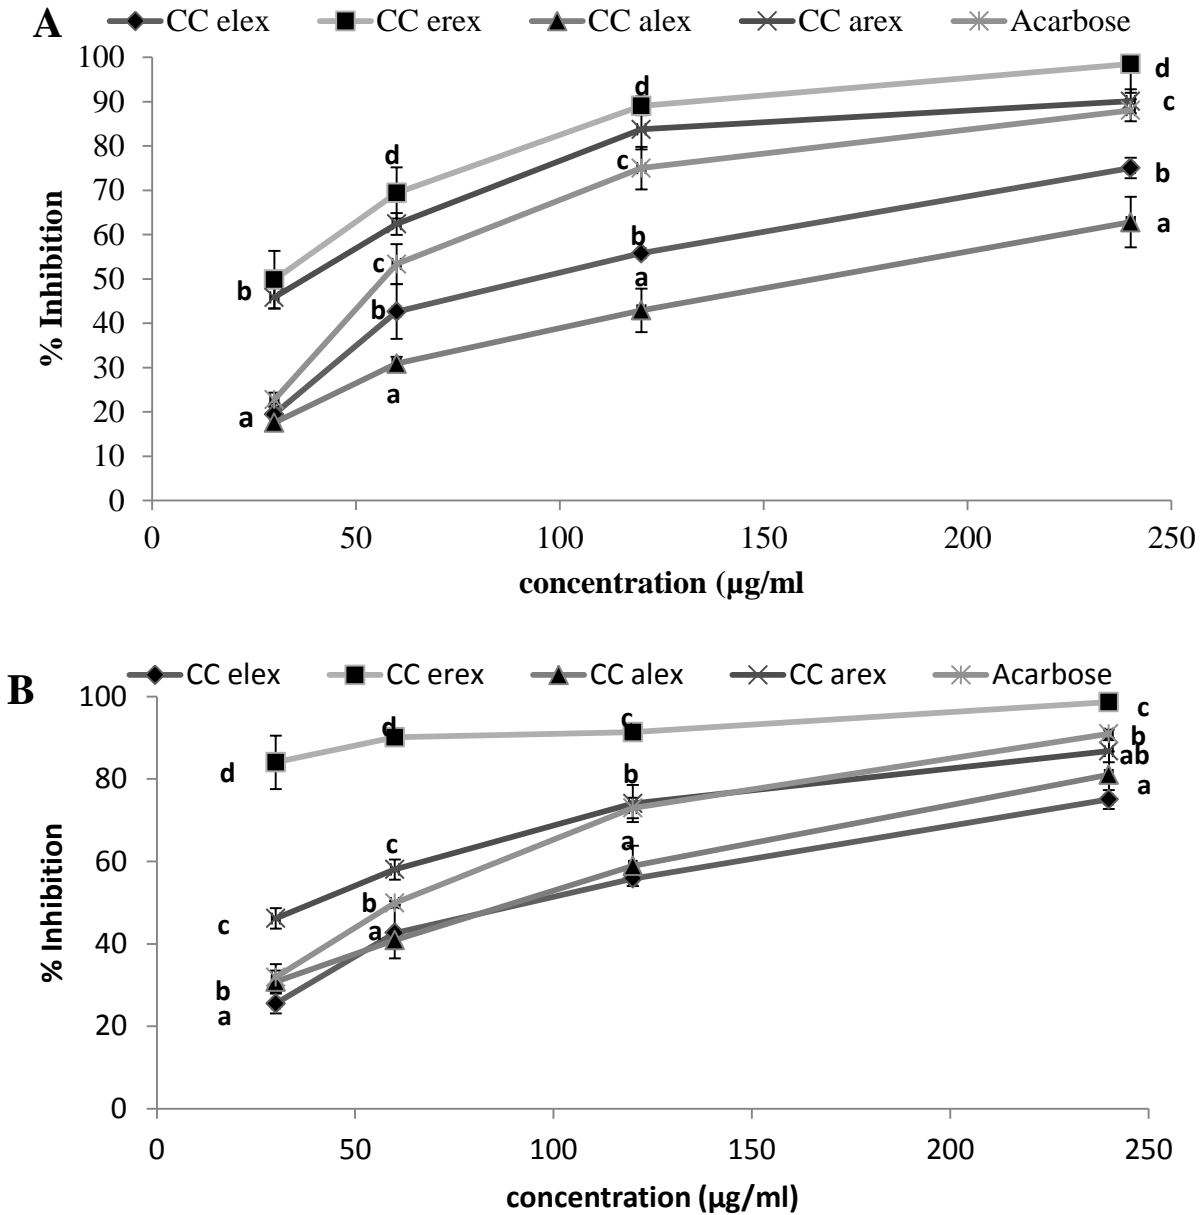 A
CC elex CC erex CC alex CC arex Acarbose
100
90
80
70
60
50
40
30
20
10
0
% Inhibition
d
d
d
c
c
b
b
a
b
c
b
a
a
a
0 50 100 150 200 250
concentration (µg/ml
B
CC elex CC erex CC alex CC arex Acarbose
100
80
60
40
20
0
% Inhibition
d
d
c
c
b
ab
a
b
a
c
c
b
a
b
a
0 50 100 150 200 250
concentration (µg/ml)